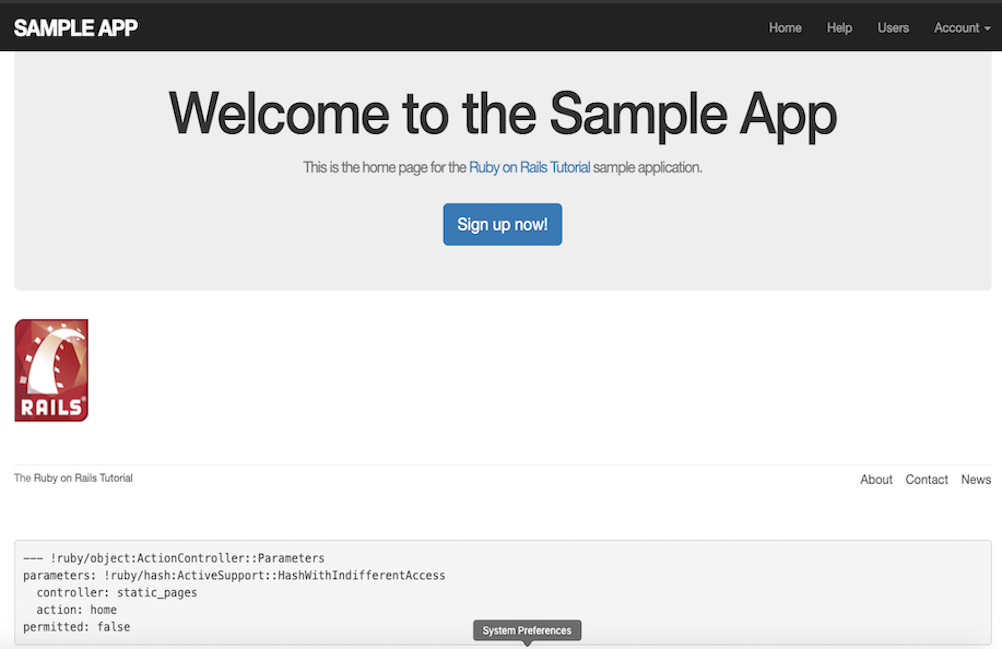 SAMPLE APP
Home Help Users Account
Welcome to the Sample App
This is the home page for the Ruby on Rails Tutorial sample application.
Sign up now!
RAILS
The Ruby on Rails Tutorial
About Contact News
--- !ruby/object:ActionController::Parameters
parameters: !ruby/hash:ActiveSupport::HashWithIndifferentAccess
  controller: static_pages
  action: home
permitted: false
System Preferences